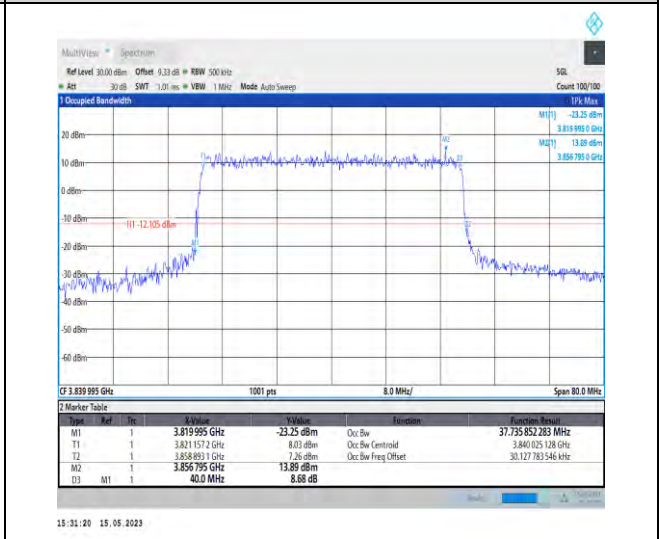 MultiView Spectrum
Ref Level 30.00 dBm Offset 9.33 dB RBW 500 kHz SGL
Att 30 dB SWT 1.01 ms VBW 1 MHz Mode Auto Sweep Count 100/100
1 Occupied Bandwidth 1Pk Max
M1[1] -23.25 dBm
3.819 995 0 GHz
M2[1] 13.89 dBm
3.856 795 0 GHz
20 dBm
M2
T1
10 dBm
0 dBm
-10 dBm
H1 -12.105 dBm
-20 dBm
M1
-30 dBm
-40 dBm
-50 dBm
-60 dBm
CF 3.839 995 GHz 1001 pts 8.0 MHz/ Span 80.0 MHz
2 Marker Table
Type Ref Trc X-Value Y-Value Function Function Result
M1 1 3.819995 GHz -23.25 dBm Occ Bw 37.735 852 283 MHz
T1 1 3.821157 2 GHz 8.03 dBm Occ Bw Centroid 3.840 025 128 GHz
T2 1 3.858 893 1 GHz 7.26 dBm Occ Bw Freq Offset 30.127 783 546 kHz
M2 1 3.856 795 GHz 13.89 dBm
D3 M1 1 40.0 MHz 8.68 dB
15:31:20 15.05.2023